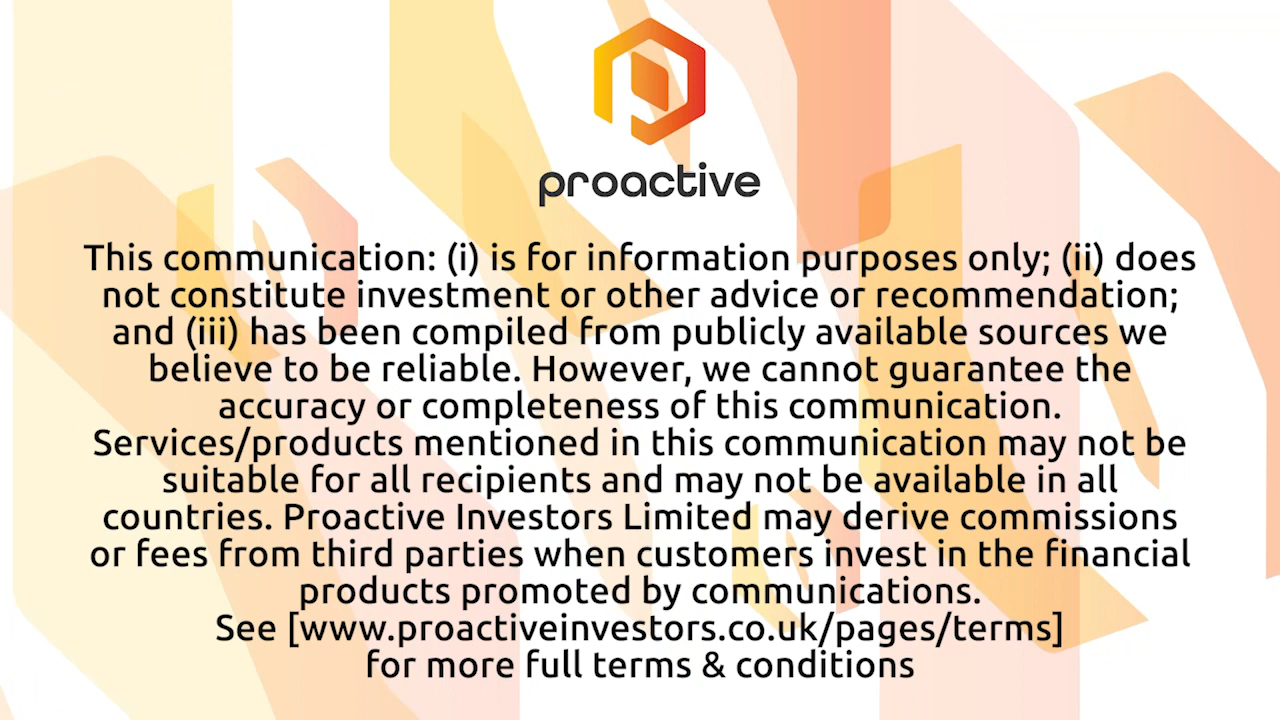 proactive
This communication: (i) is for information purposes only; (ii) does
not constitute investment or other advice or recommendation;
and (iii) has been compiled from publicly available sources we
believe to be reliable. However, we cannot guarantee the
accuracy or completeness of this communication.
Services/products mentioned in this communication may not be
suitable for all recipients and may not be available in all
countries. Proactive Investors Limited may derive commissions
or fees from third parties when customers invest in the financial
products promoted by communications.
See [www.proactiveinvestors.co.uk/pages/terms]
for more full terms & conditions